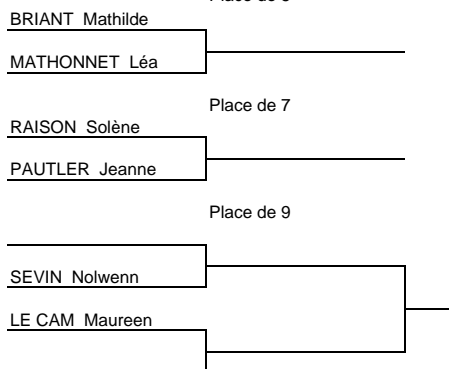 BRIANT Mathilde
MATHONNET Léa
Place de 7
RAISON Solène
PAUTLER Jeanne
Place de 9
SEVIN Nolwenn
LE CAM Maureen